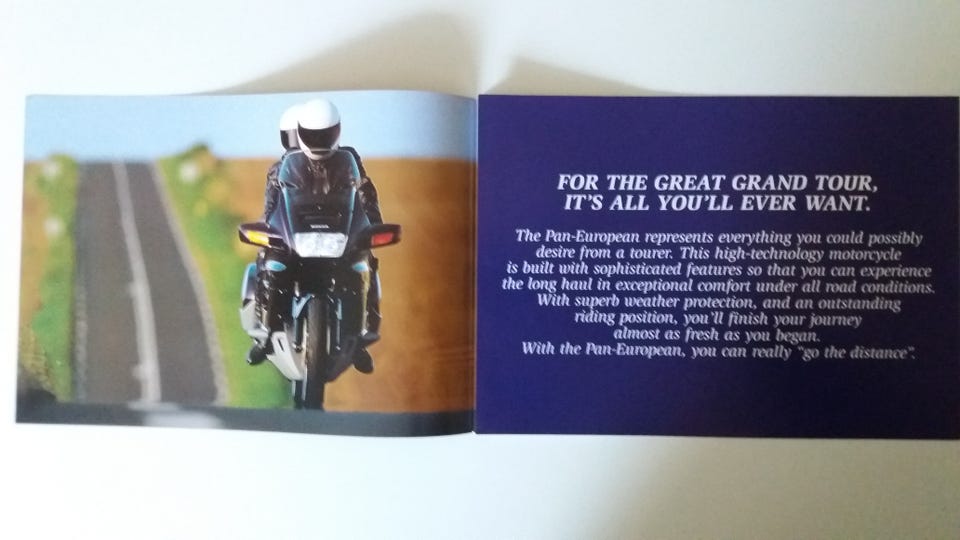 HONDA
FOR THE GREAT GRAND TOUR,
IT'S ALL YOU'LL EVER WANT.
The Pan-European represents everything you could possibly
desire from a tourer. This high-technology motorcycle
is built with sophisticated features so that you can experience
the long haul in exceptional comfort under all road conditions.
With superb weather protection, and an outstanding
riding position, you'll finish your journey
almost as fresh as you began.
With the Pan-European, you can really "go the distance".